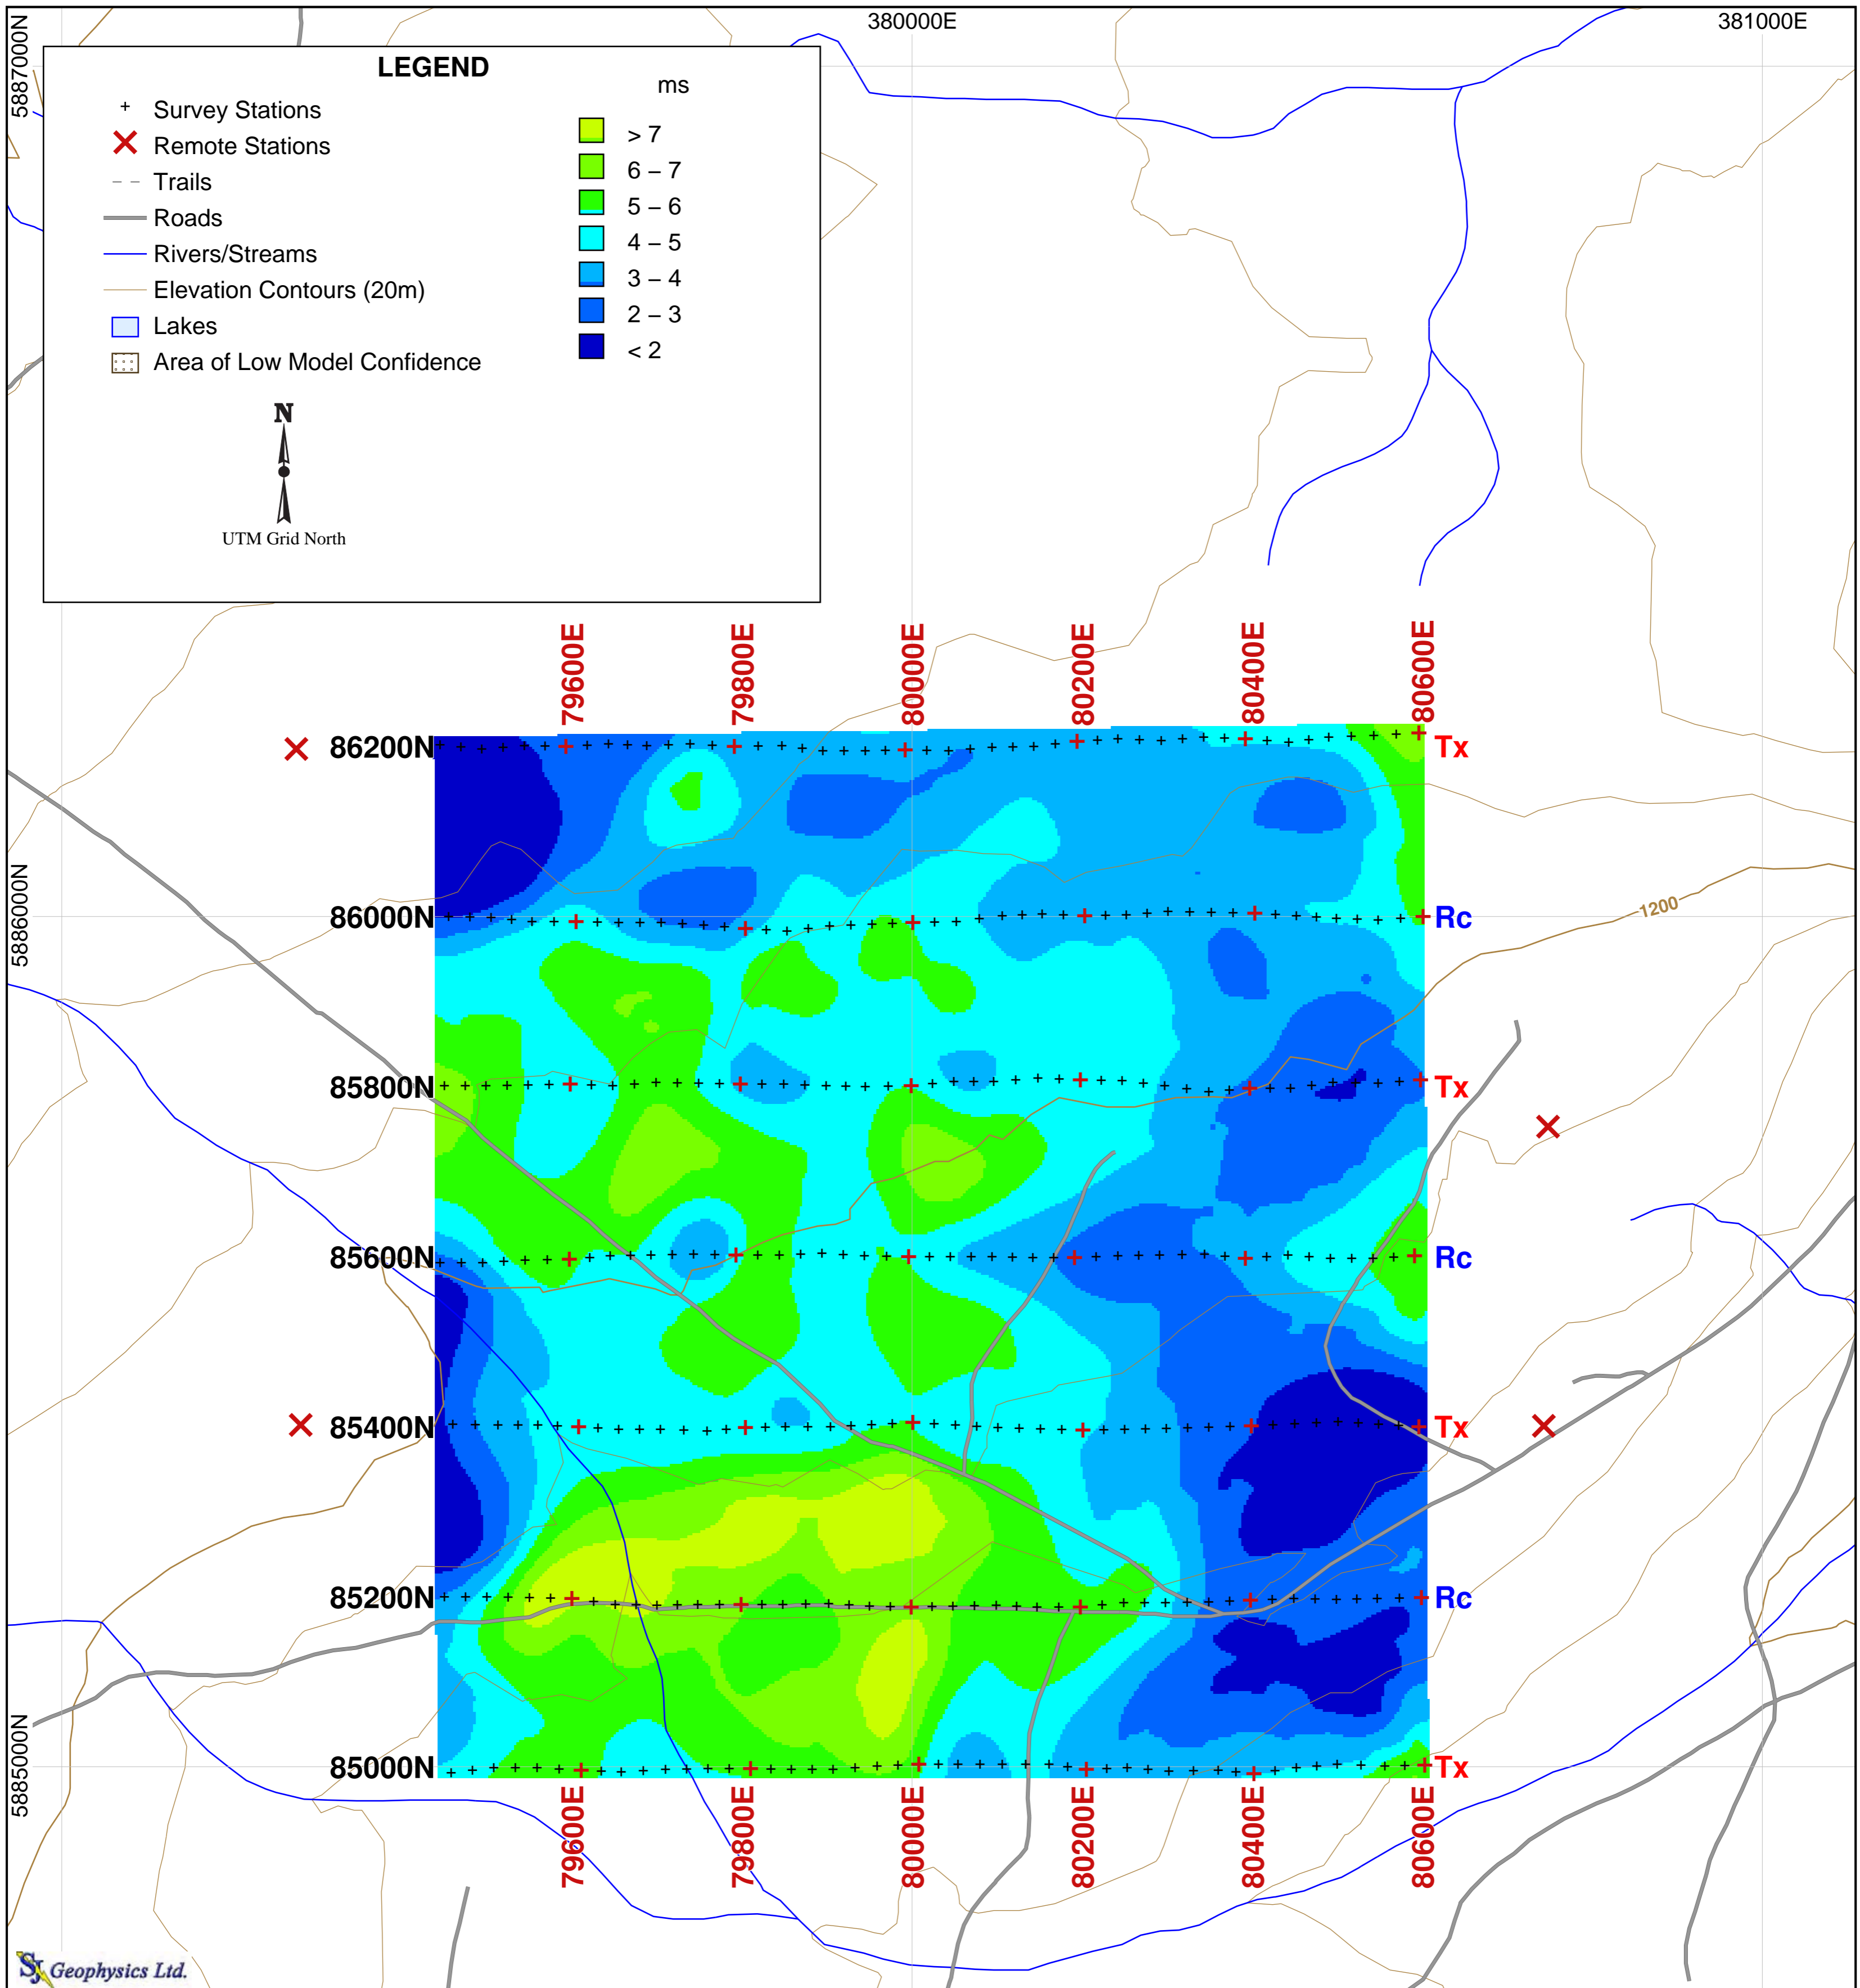 380000E
381000E
5887000N
LEGEND
ms
+ Survey Stations
Remote Stations
Trails
Roads
Rivers/Streams
Elevation Contours (20m)
Lakes
Area of Low Model Confidence
> 7
6 – 7
5 – 6
4 – 5
3 – 4
2 – 3
< 2
N
UTM Grid North
79600E
79800E
80000E
80200E
80400E
80600E
86200N
Tx
5886000N
86000N
Rc
1200
85800N
Tx
85600N
Rc
85400N
Tx
85200N
Rc
5885000N
85000N
Tx
79600E
79800E
80000E
80200E
80400E
80600E
SJ Geophysics Ltd.